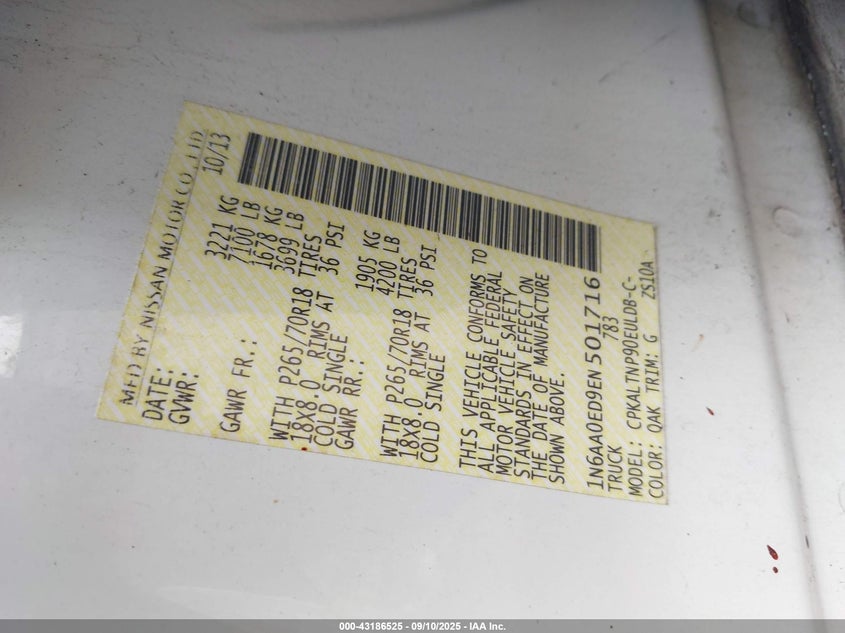 MFD BY NISSAN MOTOR CO., LTD
DATE: 10/13
GVWR: 3221 KG
7100 LB
GAWR FR.: 1678 KG
3699 LB
WITH P265/70R18 TIRES
18X8.0 RIMS AT 36 PSI
COLD SINGLE
GAWR RR.: 1905 KG
4200 LB
WITH P265/70R18 TIRES
18X8.0 RIMS AT 36 PSI
COLD SINGLE
THIS VEHICLE CONFORMS TO
ALL APPLICABLE FEDERAL
MOTOR VEHICLE SAFETY
STANDARDS IN EFFECT ON
THE DATE OF MANUFACTURE
SHOWN ABOVE.
1N6AA0ED9EN501716
TRUCK 783
MODEL: CPKALTNP90EULDB-C-
COLOR: QAK TRIM: G ZS10A
000-43186525 - 09/10/2025 - IAA Inc.